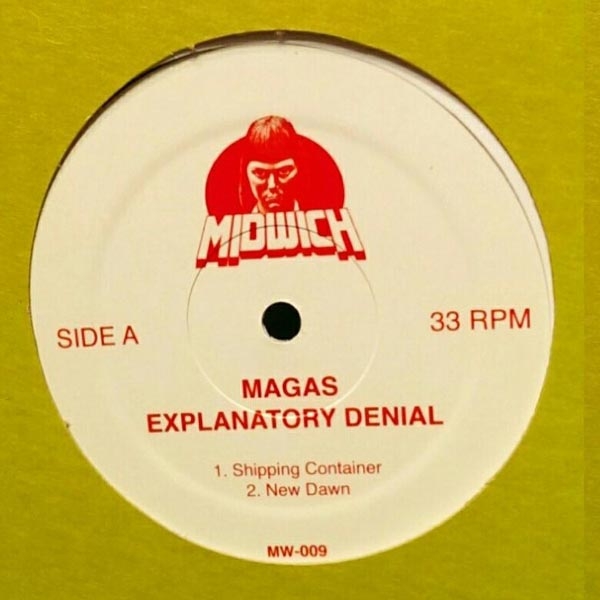 MIDWICH
SIDE A
33 RPM
MAGAS
EXPLANATORY DENIAL
1. Shipping Container
2. New Dawn
MW-009